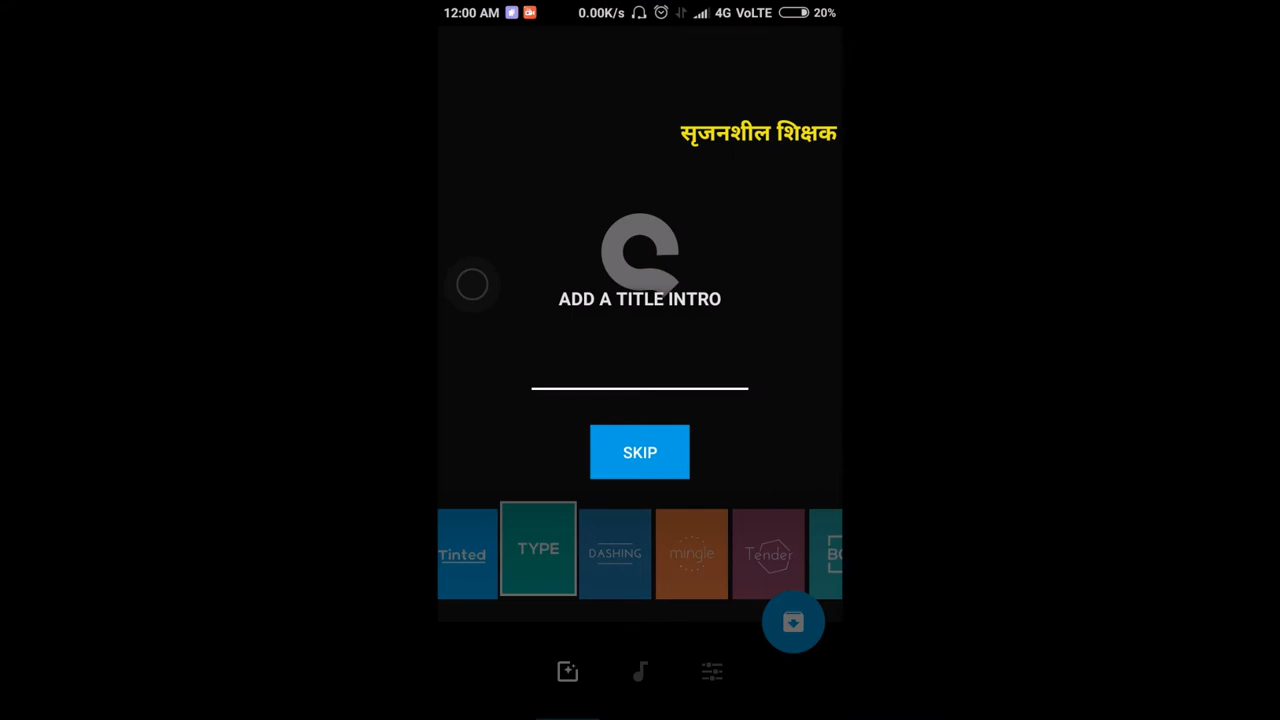 12:00 AM 0.00K/s 4G VoLTE 20%
सृजनशील शिक्षक
ADD A TITLE INTRO
SKIP
Tinted TYPE DASHING mingle Tender BO